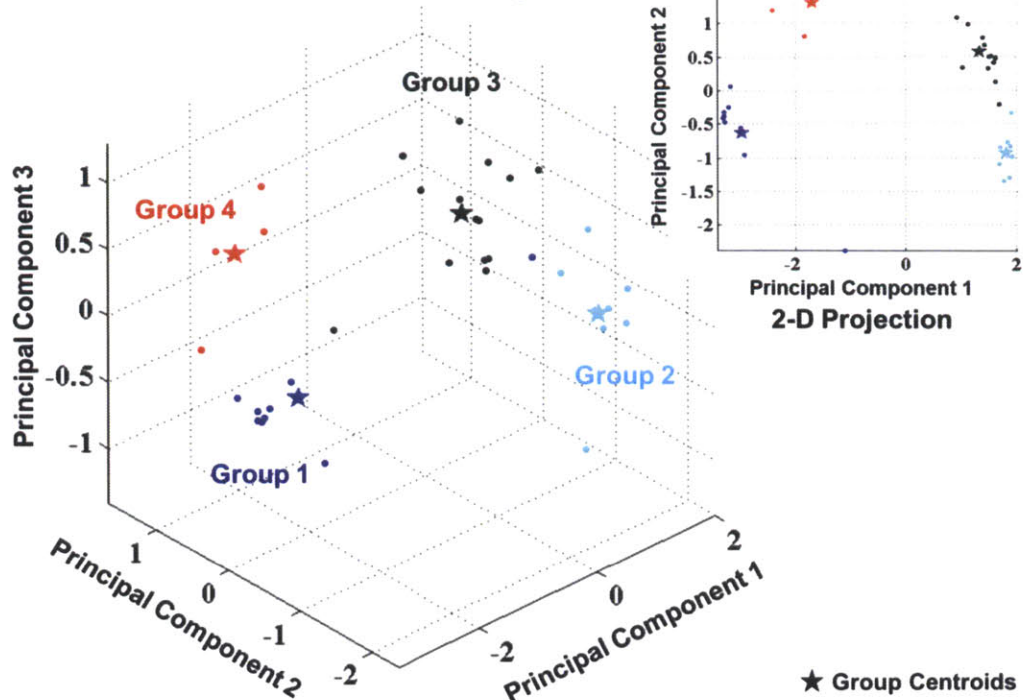 Group 3
Group 4
Group 2
Group 1
Principal Component 3
1
0.5
0
-0.5
-1
Principal Component 2
1
0
-1
-2
Principal Component 1
-2
0
2
Principal Component 2
1
0.5
0
-0.5
-1
-1.5
-2
-2
0
2
Principal Component 1
2-D Projection
★ Group Centroids